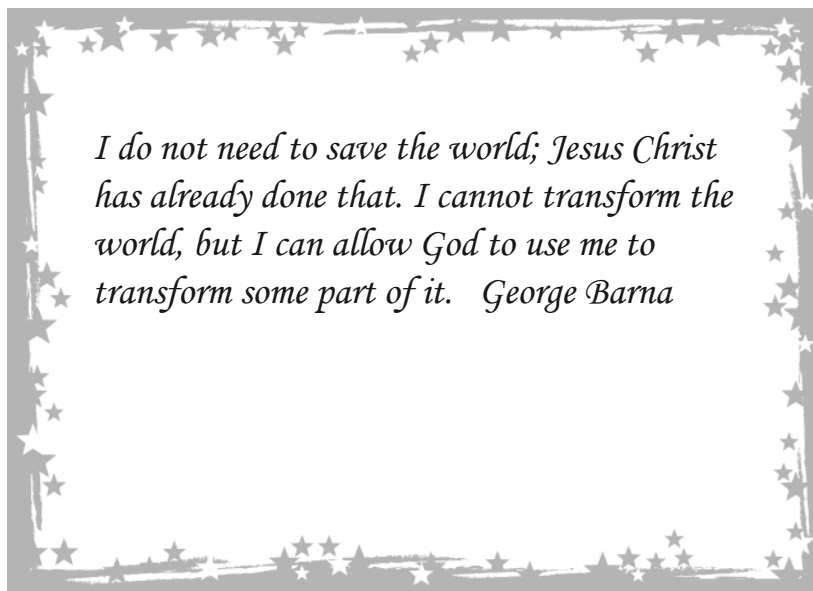 I do not need to save the world; Jesus Christ
has already done that. I cannot transform the
world, but I can allow God to use me to
transform some part of it.   George Barna